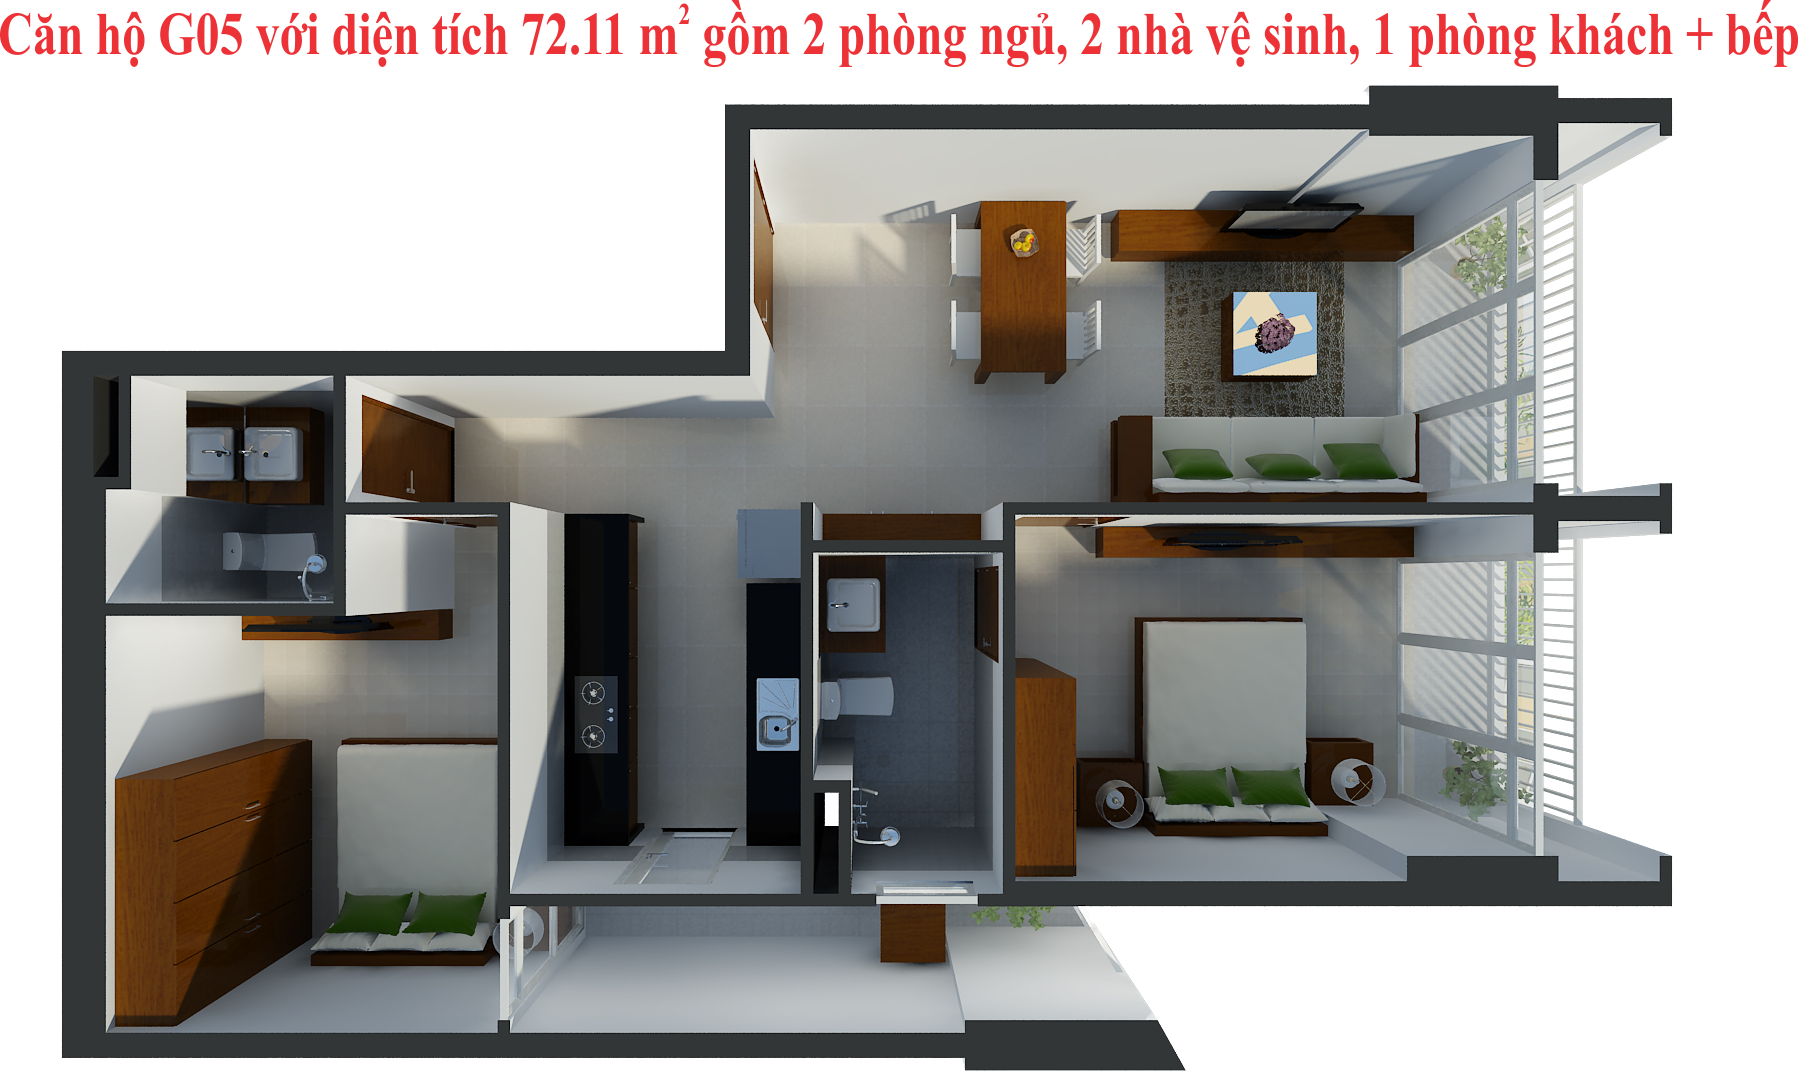 Căn hộ G05 với diện tích 72.11 m² gồm 2 phòng ngủ, 2 nhà vệ sinh, 1 phòng khách + bếp